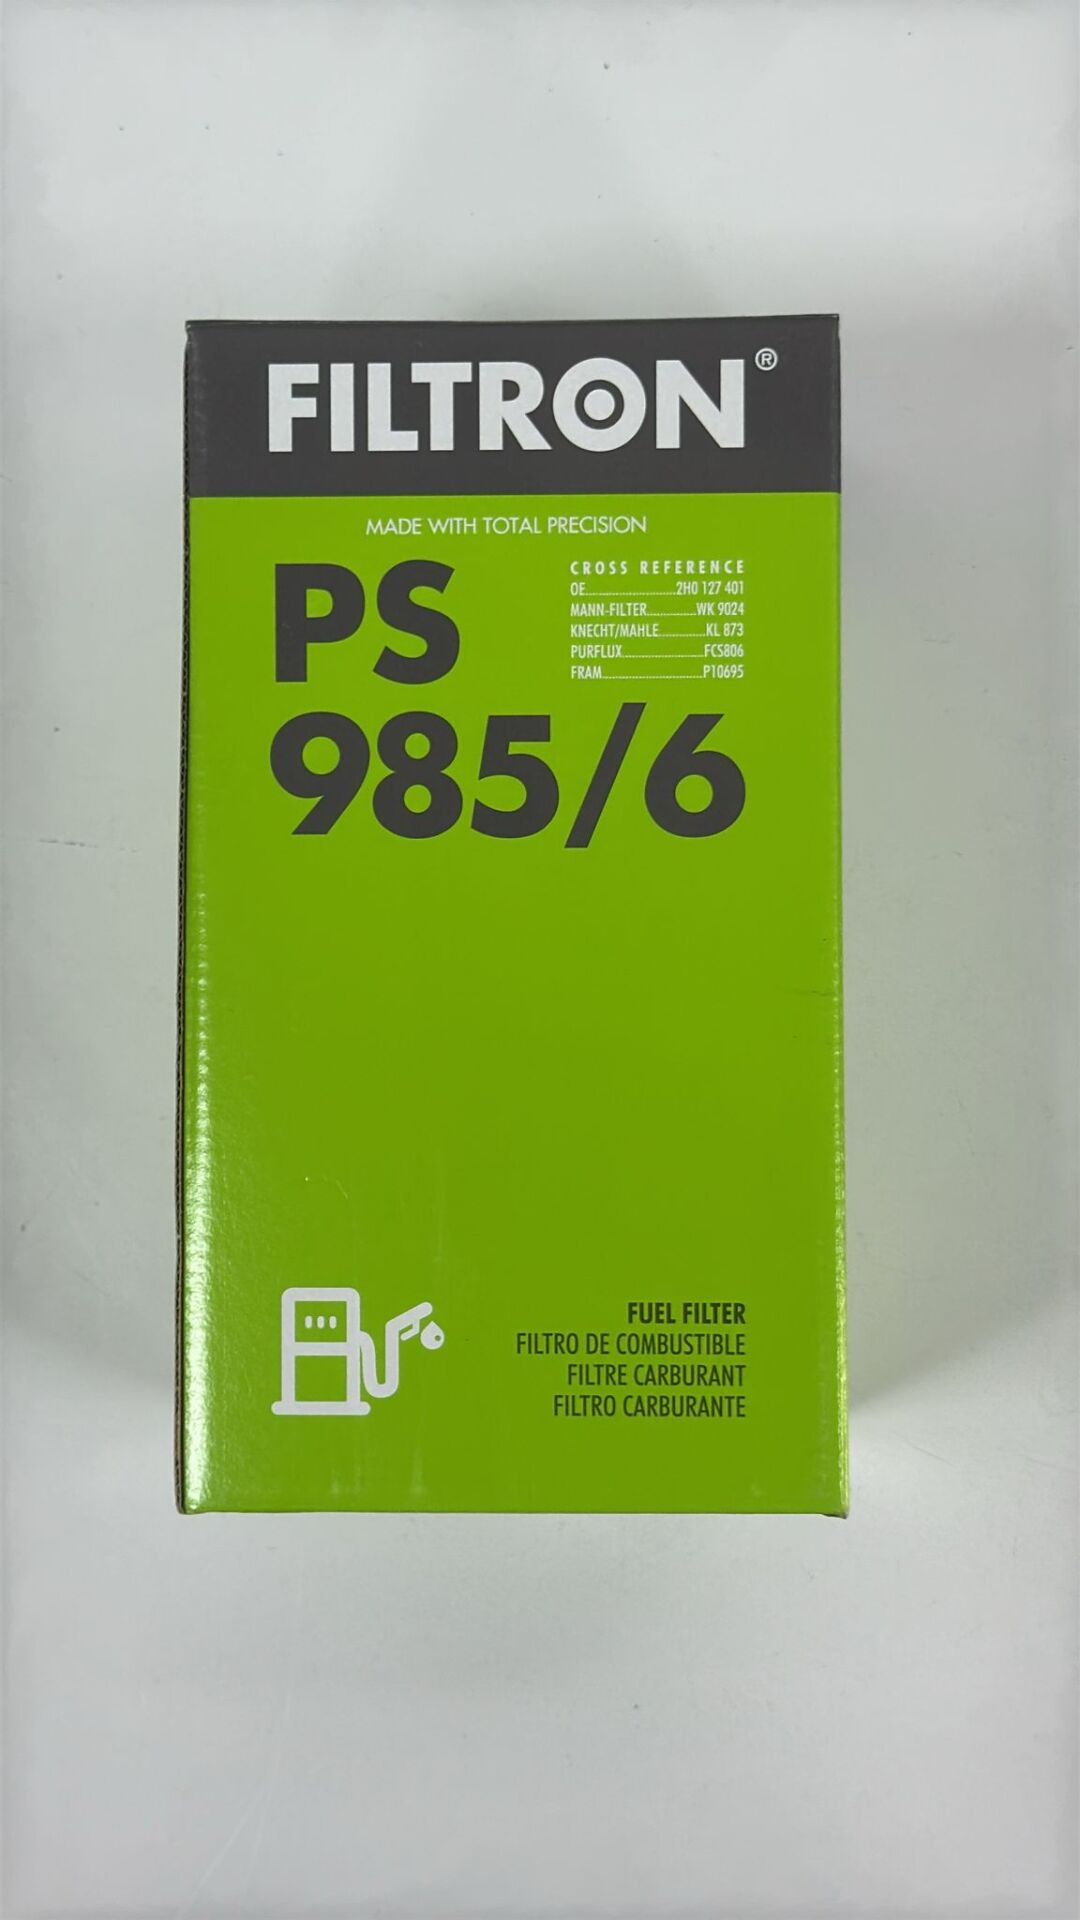 FILTRON®
MADE WITH TOTAL PRECISION
PS
985/6
CROSS REFERENCE
OE..............................2H0 127 401
MANN-FILTER................WK 9024
KNECHT/MAHLE...............KL 873
PURFLUX...........................FCS806
FRAM.................................P10695
FUEL FILTER
FILTRO DE COMBUSTIBLE
FILTRE CARBURANT
FILTRO CARBURANTE